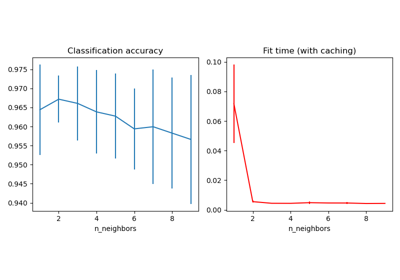 Classification accuracy
0.975
0.970
0.965
0.960
0.955
0.950
0.945
0.940
2 4 6 8
n_neighbors
Fit time (with caching)
0.10
0.08
0.06
0.04
0.02
0.00
2 4 6 8
n_neighbors